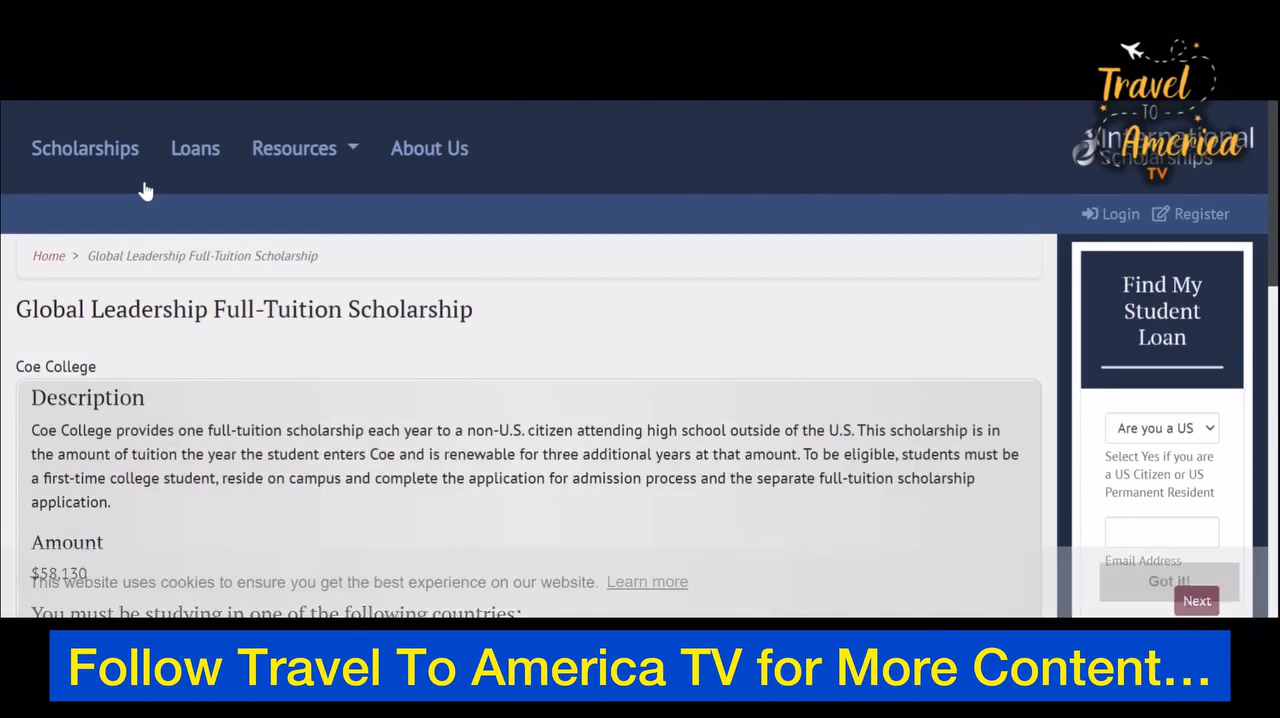 Travel
TO
America
TV
International
Scholarships
Scholarships Loans Resources About Us
Login Register
Home > Global Leadership Full-Tuition Scholarship
Global Leadership Full-Tuition Scholarship
Coe College
Description
Coe College provides one full-tuition scholarship each year to a non-U.S. citizen attending high school outside of the U.S. This scholarship is in
the amount of tuition the year the student enters Coe and is renewable for three additional years at that amount. To be eligible, students must be
a first-time college student, reside on campus and complete the application for admission process and the separate full-tuition scholarship
application.
Amount
$58,130
This website uses cookies to ensure you get the best experience on our website. Learn more
You must be studying in one of the following countries:
Find My
Student
Loan
Are you a US
Select Yes if you are
a US Citizen or US
Permanent Resident
Email Address
Got it!
Next
Follow Travel To America TV for More Content...